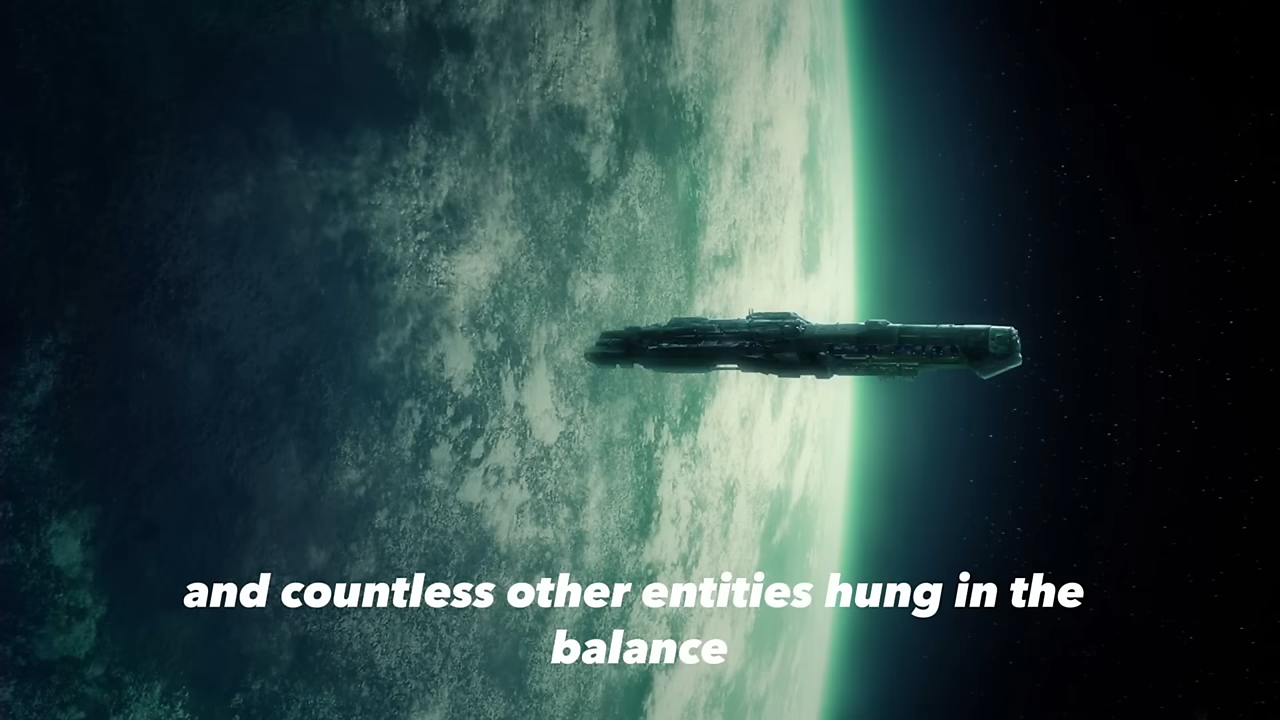 and countless other entities hung in the
balance